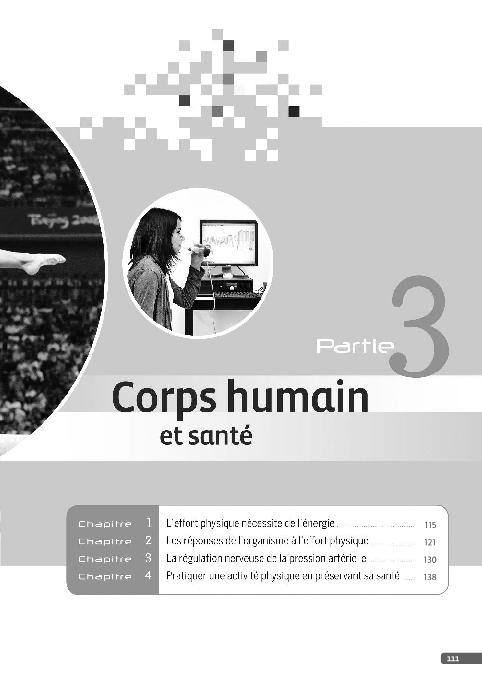 Beijing 2008
Partie 3
Corps humain
et santé
Chapitre 1 L'effort physique nécessite de l'énergie 115
Chapitre 2 Les réponses de l'organisme à l'effort physique 121
Chapitre 3 La régulation nerveuse de la pression artérielle 130
Chapitre 4 Pratiquer une activité physique en préservant sa santé 138
111